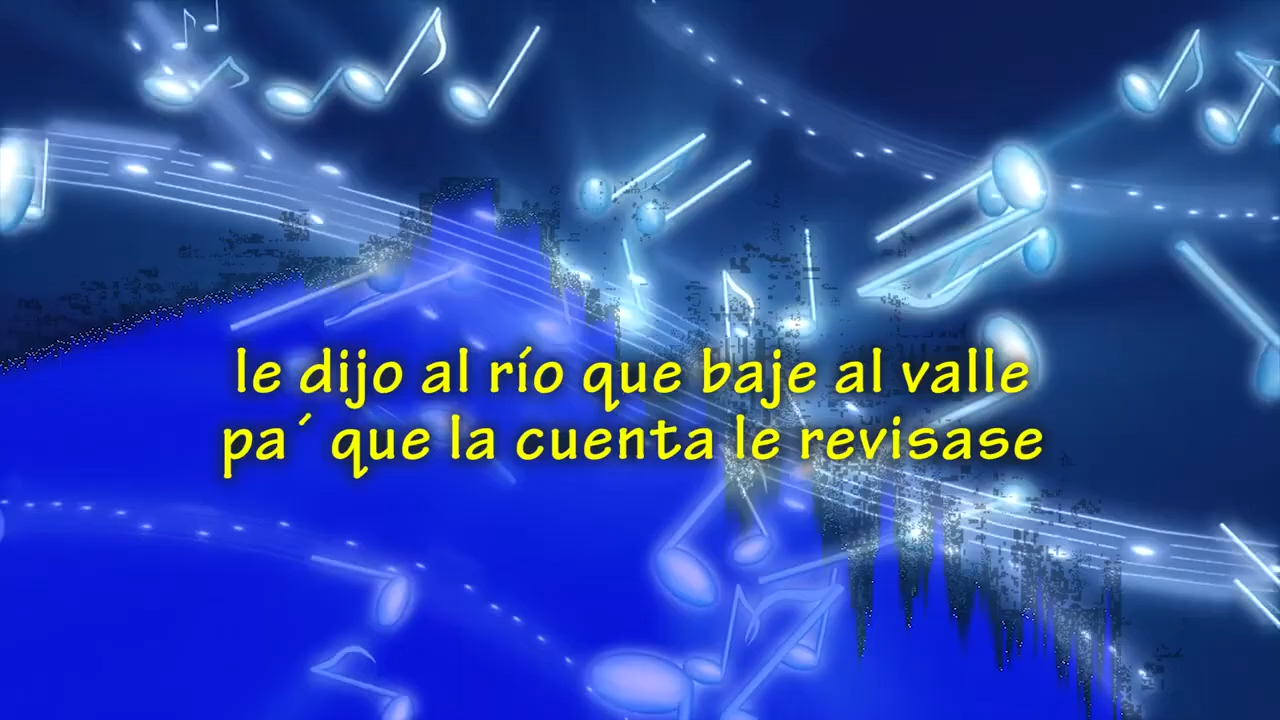 le dijo al río que baje al valle
pa´ que la cuenta le revisase